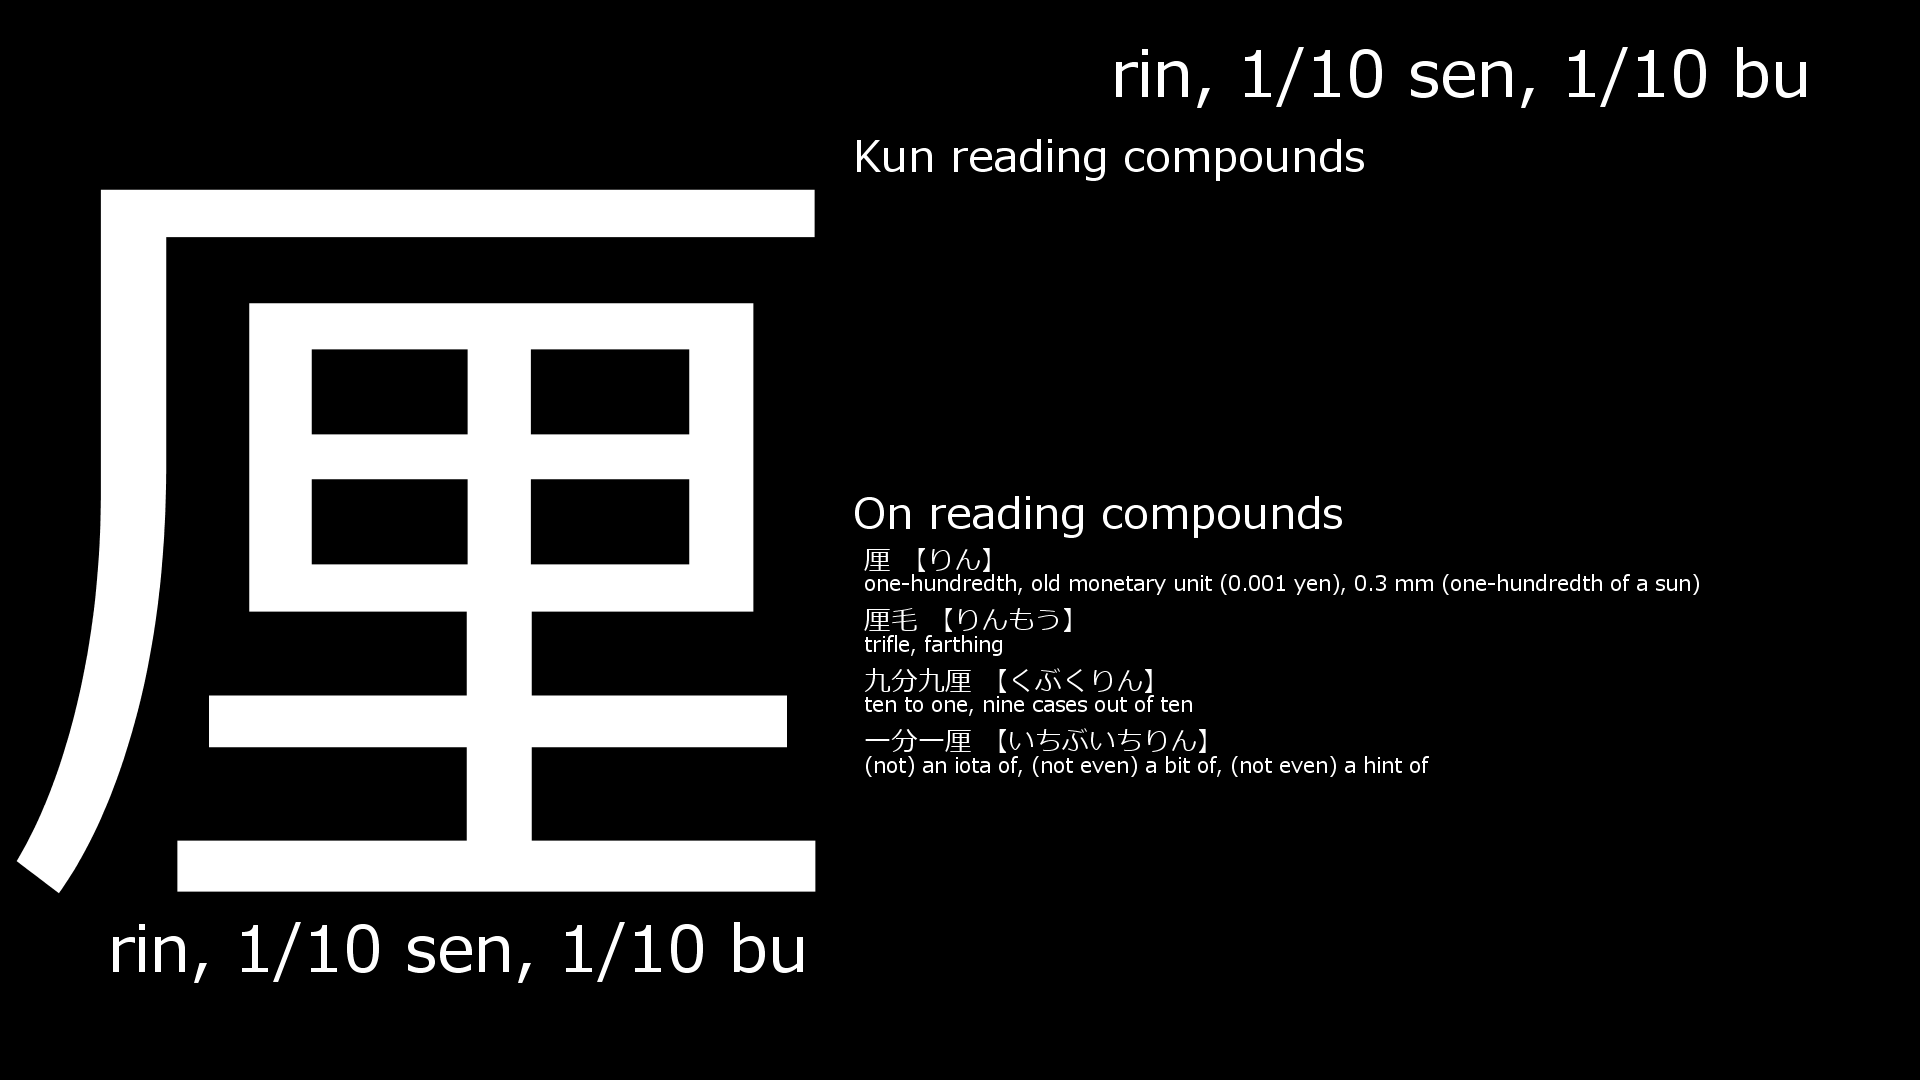 rin, 1/10 sen, 1/10 bu
Kun reading compounds
厘
On reading compounds
厘 【りん】
one-hundredth, old monetary unit (0.001 yen), 0.3 mm (one-hundredth of a sun)
厘毛 【りんもう】
trifle, farthing
九分九厘 【くぶくりん】
ten to one, nine cases out of ten
一分一厘 【いちぶいちりん】
(not) an iota of, (not even) a bit of, (not even) a hint of
rin, 1/10 sen, 1/10 bu